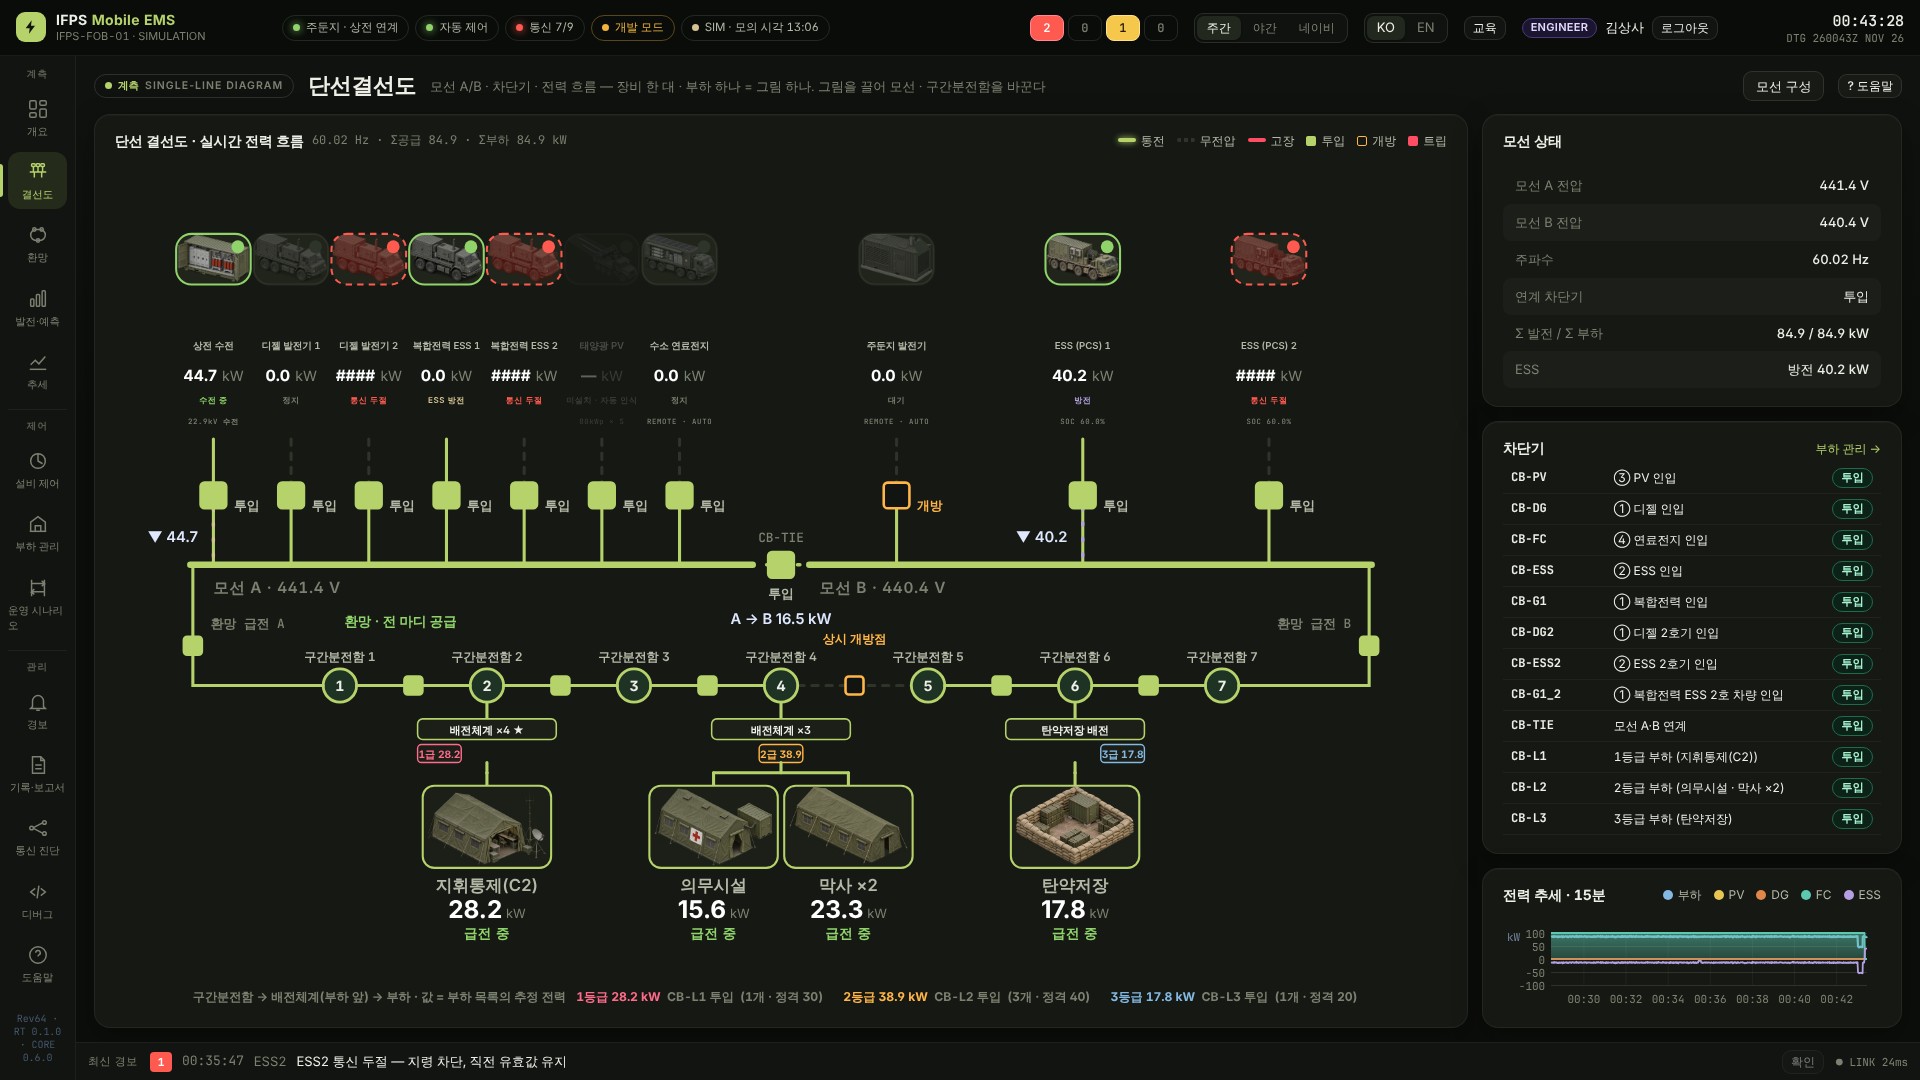 IFPS Mobile EMS
IFPS-FOB-01 · SIMULATION
주둔지 · 상전 연계
자동 제어
통신 7/9
개발 모드
SIM · 모의 시각 13:06
2 0 1 0
주간 야간 네이비
KO EN
교육
ENGINEER 김상사 로그아웃
00:43:28
DTG 260043Z NOV 26
계측
개요
결선도
환망
발전·예측
추세
제어
설비 제어
부하 관리
운영 시나리오
관리
경보
기록·보고서
통신 진단
디버그
도움말
Rev64 · RT 0.1.0 · CORE 0.6.0
계측 SINGLE-LINE DIAGRAM
단선결선도
모선 A/B · 차단기 · 전력 흐름 — 장비 한 대 · 부하 하나 = 그림 하나. 그림을 끌어 모선 · 구간분전함을 바꾼다
모선 구성
? 도움말
단선 결선도 · 실시간 전력 흐름 60.02 Hz · Σ공급 84.9 · Σ부하 84.9 kW
통전 무전압 고장 투입 개방 트립
상전 수전 디젤 발전기 1 디젤 발전기 2 복합전력 ESS 1 복합전력 ESS 2 태양광 PV 수소 연료전지 주둔지 발전기 ESS (PCS) 1 ESS (PCS) 2
44.7 kW 0.0 kW #### kW 0.0 kW #### kW — kW 0.0 kW 0.0 kW 40.2 kW #### kW
수전 중 정지 통신 두절 ESS 방전 통신 두절 미설치 · 자동 인식 정지 대기 방전 통신 두절
22.9kV 수전 REMOTE · AUTO REMOTE · AUTO SOC 60.0% SOC 60.0%
투입 투입 투입 투입 투입 투입 투입 개방 투입 투입
▼ 44.7 CB-TIE ▼ 40.2
모선 A · 441.4 V 투입 모선 B · 440.4 V
환망 급전 A 환망 · 전 마디 공급 A → B 16.5 kW 환망 급전 B
상시 개방점
구간분전함 1 구간분전함 2 구간분전함 3 구간분전함 4 구간분전함 5 구간분전함 6 구간분전함 7
1 2 3 4 5 6 7
배전체계 ×4 ★ 배전체계 ×3 탄약저장 배전
1급 28.2 2급 38.9 3급 17.8
지휘통제(C2) 의무시설 막사 ×2 탄약저장
28.2 kW 15.6 kW 23.3 kW 17.8 kW
급전 중 급전 중 급전 중 급전 중
구간분전함 → 배전체계(부하 앞) → 부하 · 값 = 부하 목록의 추정 전력 1등급 28.2 kW CB-L1 투입 (1개 · 정격 30) 2등급 38.9 kW CB-L2 투입 (3개 · 정격 40) 3등급 17.8 kW CB-L3 투입 (1개 · 정격 20)
모선 상태
모선 A 전압 441.4 V
모선 B 전압 440.4 V
주파수 60.02 Hz
연계 차단기 투입
Σ 발전 / Σ 부하 84.9 / 84.9 kW
ESS 방전 40.2 kW
차단기 부하 관리 →
CB-PV ③ PV 인입 투입
CB-DG ① 디젤 인입 투입
CB-FC ④ 연료전지 인입 투입
CB-ESS ② ESS 인입 투입
CB-G1 ① 복합전력 인입 투입
CB-DG2 ① 디젤 2호기 인입 투입
CB-ESS2 ② ESS 2호기 인입 투입
CB-G1_2 ① 복합전력 ESS 2호 차량 인입 투입
CB-TIE 모선 A·B 연계 투입
CB-L1 1등급 부하 (지휘통제(C2)) 투입
CB-L2 2등급 부하 (의무시설 · 막사 ×2) 투입
CB-L3 3등급 부하 (탄약저장) 투입
전력 추세 · 15분 부하 PV DG FC ESS
kW 100
50
0
-50
-100
00:30 00:32 00:34 00:36 00:38 00:40 00:42
최신 경보 1 00:35:47 ESS2 ESS2 통신 두절 — 지령 차단, 직전 유효값 유지
확인 LINK 24ms